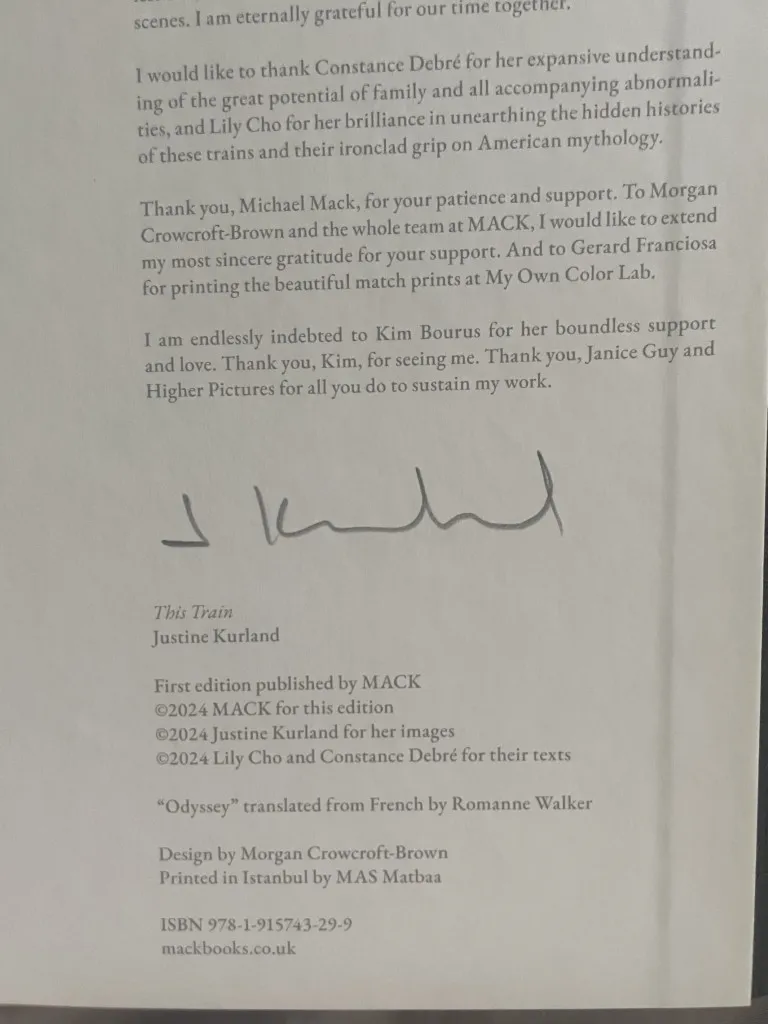 scenes. I am eternally grateful for our time together.
I would like to thank Constance Debré for her expansive understand-
ing of the great potential of family and all accompanying abnormali-
ties, and Lily Cho for her brilliance in unearthing the hidden histories
of these trains and their ironclad grip on American mythology.
Thank you, Michael Mack, for your patience and support. To Morgan
Crowcroft-Brown and the whole team at MACK, I would like to extend
my most sincere gratitude for your support. And to Gerard Franciosa
for printing the beautiful match prints at My Own Color Lab.
I am endlessly indebted to Kim Bourus for her boundless support
and love. Thank you, Kim, for seeing me. Thank you, Janice Guy and
Higher Pictures for all you do to sustain my work.
J Kurland
This Train
Justine Kurland
First edition published by MACK
©2024 MACK for this edition
©2024 Justine Kurland for her images
©2024 Lily Cho and Constance Debré for their texts
“Odyssey” translated from French by Romanne Walker
Design by Morgan Crowcroft-Brown
Printed in Istanbul by MAS Matbaa
ISBN 978-1-915743-29-9
mackbooks.co.uk